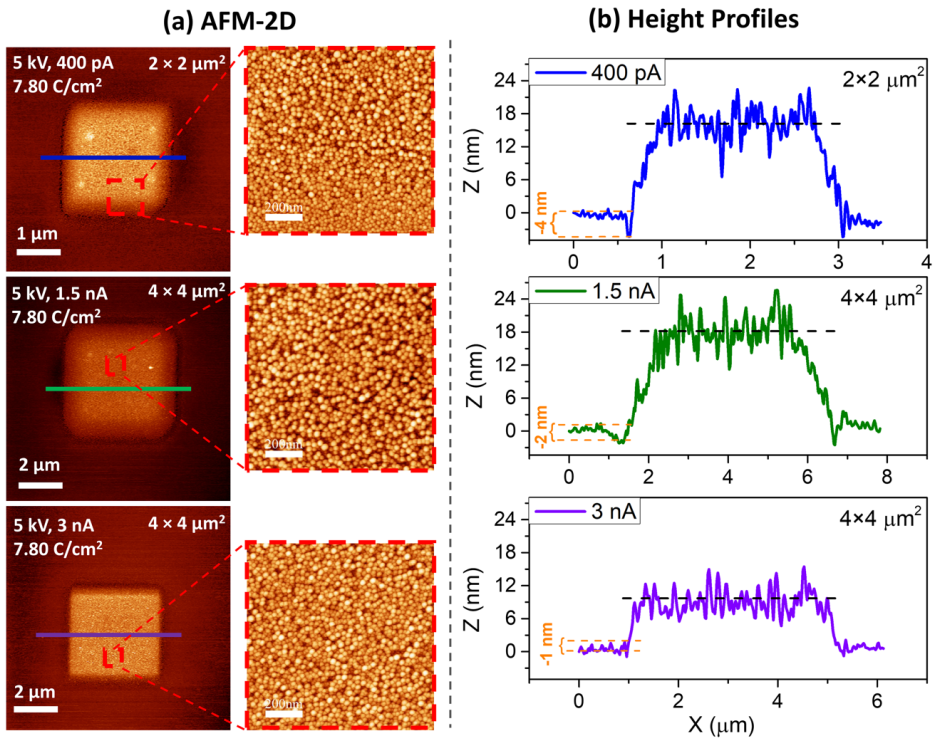 (a) AFM-2D
5 kV, 400 pA
2 × 2 µm²
7.80 C/cm²
1 µm
200nm
5 kV, 1.5 nA
4 × 4 µm²
7.80 C/cm²
2 µm
200nm
5 kV, 3 nA
4 × 4 µm²
7.80 C/cm²
2 µm
200nm
(b) Height Profiles
400 pA
2×2 µm²
Z (nm)
24
18
12
6
0
-4 nm
0 1 2 3 4
1.5 nA
4×4 µm²
Z (nm)
24
18
12
6
0
-2 nm
0 2 4 6 8
3 nA
4×4 µm²
Z (nm)
24
18
12
6
0
-1 nm
0 2 4 6
X (µm)